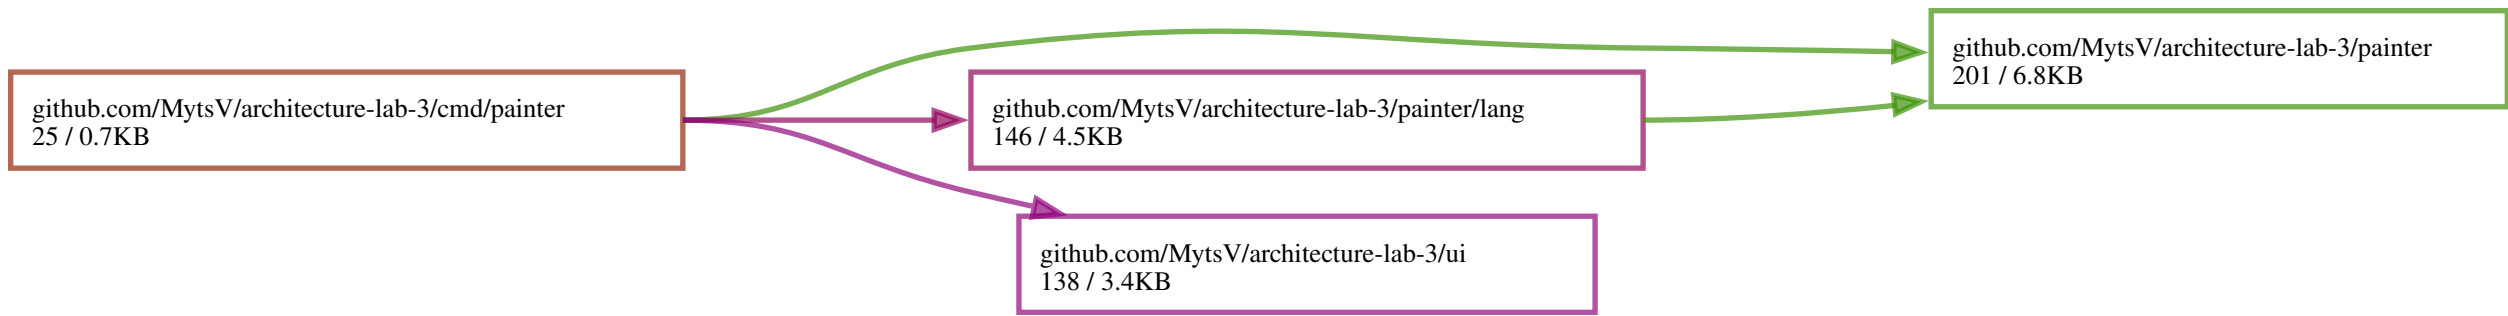 github.com/MytsV/architecture-lab-3/cmd/painter
25 / 0.7KB
github.com/MytsV/architecture-lab-3/painter/lang
146 / 4.5KB
github.com/MytsV/architecture-lab-3/ui
138 / 3.4KB
github.com/MytsV/architecture-lab-3/painter
201 / 6.8KB